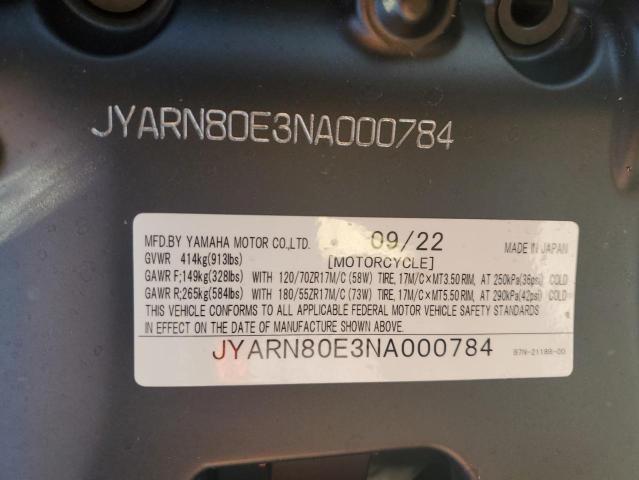 JYARN80E3NA000784
MFD.BY YAMAHA MOTOR CO.,LTD. 09/22 MADE IN JAPAN
GVWR 414kg(913lbs) [MOTORCYCLE]
GAWR F;149kg(328lbs) WITH 120/70ZR17M/C(58W) TIRE,17M/C×MT3.50 RIM, AT 250kPa(36psi) COLD
GAWR R;265kg(584lbs) WITH 180/55ZR17M/C(73W) TIRE,17M/C×MT5.50 RIM, AT 290kPa(42psi) COLD
THIS VEHICLE CONFORMS TO ALL APPLICABLE FEDERAL MOTOR VEHICLE SAFETY STANDARDS
IN EFFECT ON THE DATE OF MANUFACTURE SHOWN ABOVE.
JYARN80E3NA000784 B7N-2118B-00